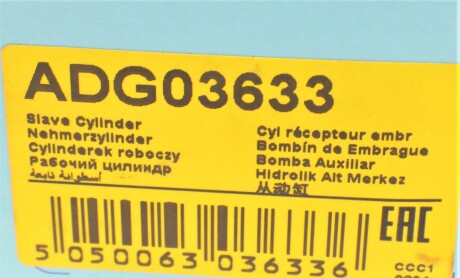 ADG03633
Slave Cylinder
Nehmerzylinder
Cylinderek roboczy
Рабочий цилиндр
أسطوانة تابعة
Cyl récepteur embr
Bombín de Embrague
Bomba Auxiliar
Hidrolik Alt Merkez
从动缸
EAC
5 050063 036336
CCC1